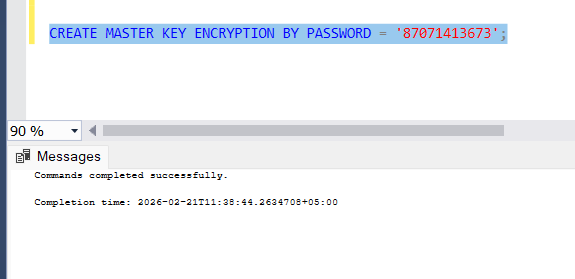 CREATE MASTER KEY ENCRYPTION BY PASSWORD = '87071413673';
90 %
Messages
Commands completed successfully.
Completion time: 2026-02-21T11:38:44.2634708+05:00